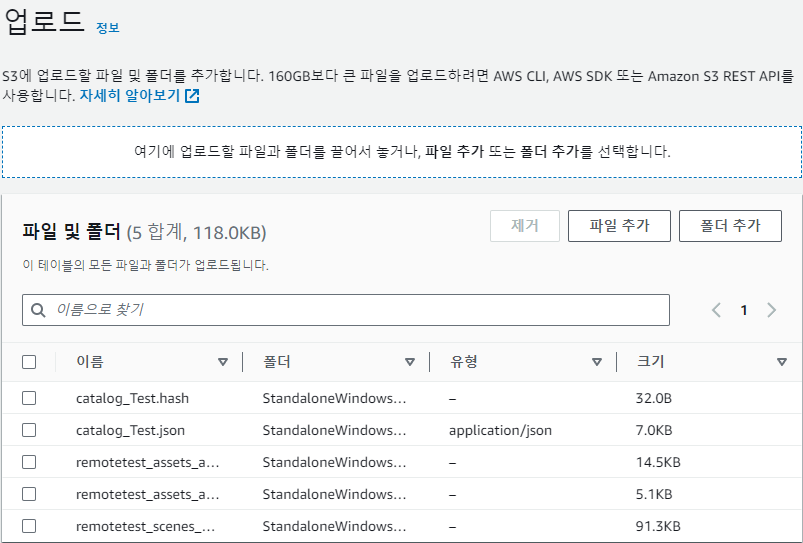 업로드 정보
S3에 업로드할 파일 및 폴더를 추가합니다. 160GB보다 큰 파일을 업로드하려면 AWS CLI, AWS SDK 또는 Amazon S3 REST API를
사용합니다. 자세히 알아보기
여기에 업로드할 파일과 폴더를 끌어서 놓거나, 파일 추가 또는 폴더 추가를 선택합니다.
파일 및 폴더 (5 합계, 118.0KB) 제거 파일 추가 폴더 추가
이 테이블의 모든 파일과 폴더가 업로드됩니다.
이름으로 찾기 1
이름 폴더 유형 크기
catalog_Test.hash StandaloneWindows... – 32.0B
catalog_Test.json StandaloneWindows... application/json 7.0KB
remotetest_assets_a... StandaloneWindows... – 14.5KB
remotetest_assets_a... StandaloneWindows... – 5.1KB
remotetest_scenes_... StandaloneWindows... – 91.3KB